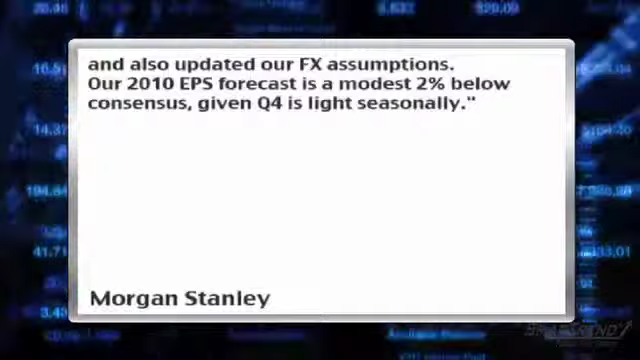 and also updated our FX assumptions.
Our 2010 EPS forecast is a modest 2% below
consensus, given Q4 is light seasonally."
Morgan Stanley